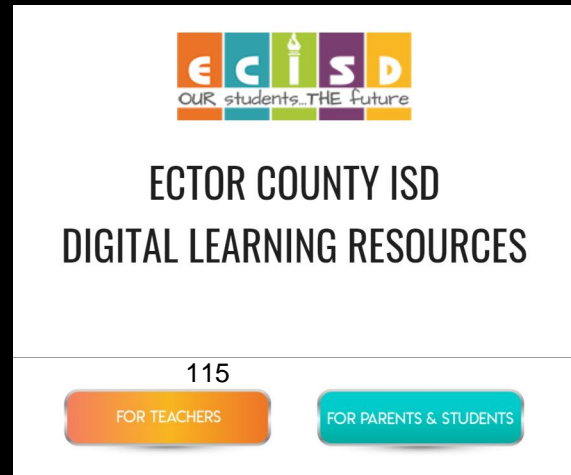 ECISD
OUR students...THE future
ECTOR COUNTY ISD
DIGITAL LEARNING RESOURCES
115
FOR TEACHERS
FOR PARENTS & STUDENTS